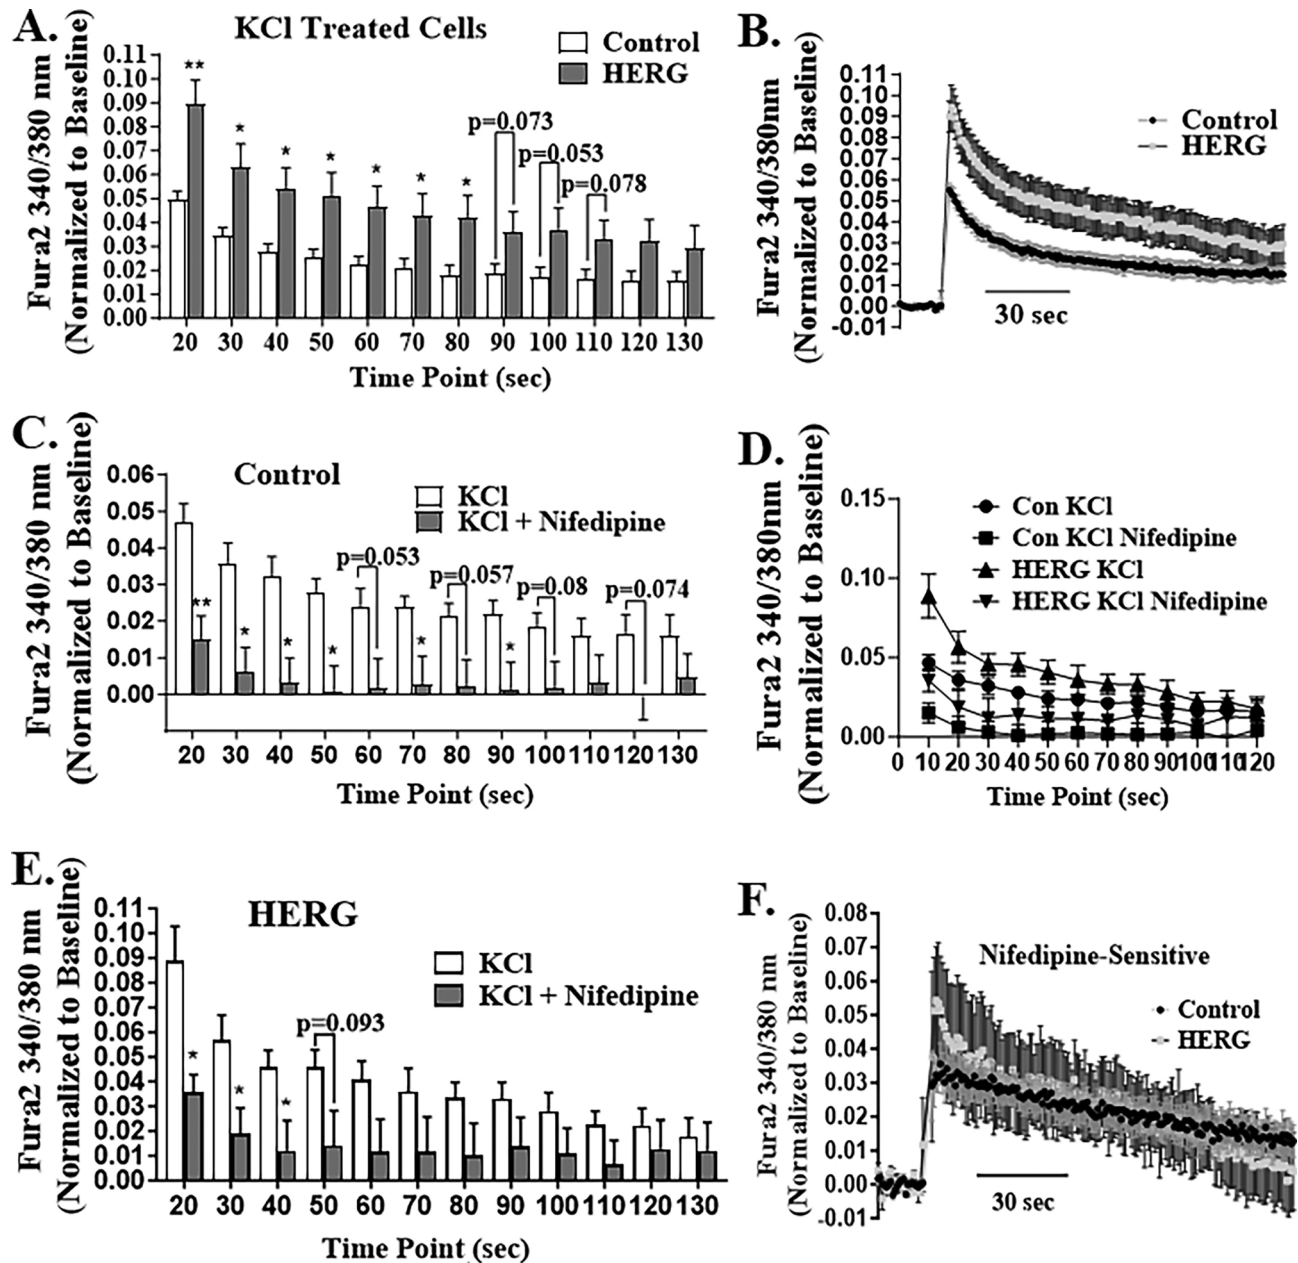 A.
KCl Treated Cells
Control
HERG
Fura2 340/380 nm
(Normalized to Baseline)
0.11
0.10
0.09
0.08
0.07
0.06
0.05
0.04
0.03
0.02
0.01
0.00
**
*
*
*
*
*
*
p=0.073
p=0.053
p=0.078
20 30 40 50 60 70 80 90 100 110 120 130
Time Point (sec)
B.
Fura2 340/380nm
(Normalized to Baseline)
0.11
0.10
0.09
0.08
0.07
0.06
0.05
0.04
0.03
0.02
0.01
0.00
-0.01
Control
HERG
30 sec
C.
Control
KCl
KCl + Nifedipine
Fura2 340/380 nm
(Normalized to Baseline)
0.06
0.05
0.04
0.03
0.02
0.01
0.00
**
*
*
*
p=0.053
*
p=0.057
*
p=0.08
p=0.074
20 30 40 50 60 70 80 90 100 110 120 130
Time Point (sec)
D.
Fura2 340/380nm
(Normalized to Baseline)
0.15
0.10
0.05
0.00
Con KCl
Con KCl Nifedipine
HERG KCl
HERG KCl Nifedipine
0 10 20 30 40 50 60 70 80 90 100 110 120
Time Point (sec)
E.
HERG
KCl
KCl + Nifedipine
Fura2 340/380 nm
(Normalized to Baseline)
0.11
0.10
0.09
0.08
0.07
0.06
0.05
0.04
0.03
0.02
0.01
0.00
*
*
*
p=0.093
20 30 40 50 60 70 80 90 100 110 120 130
Time Point (sec)
F.
Nifedipine-Sensitive
Control
HERG
Fura2 340/380 nm
(Normalized to Baseline)
0.08
0.07
0.06
0.05
0.04
0.03
0.02
0.01
0.00
-0.01
30 sec